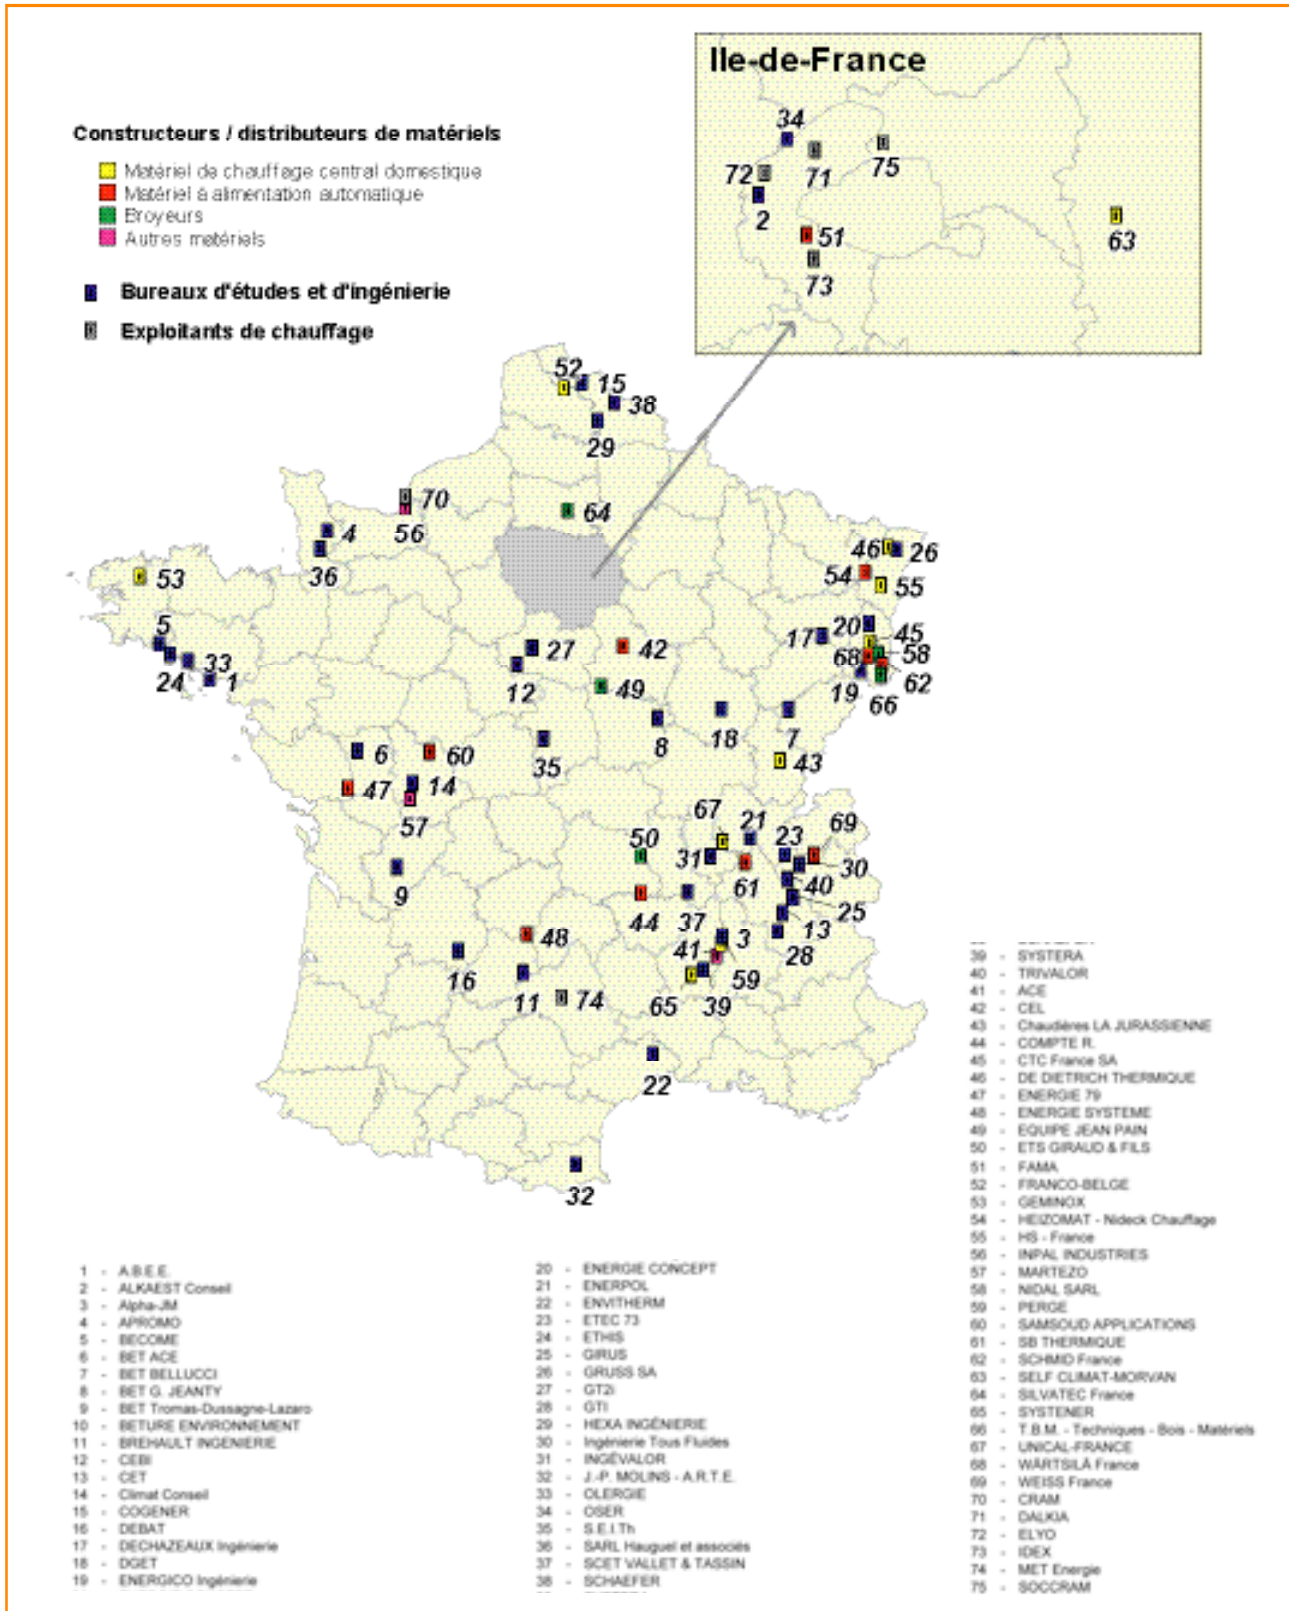 Ile-de-France
Constructeurs / distributeurs de matériels
Matériel de chauffage central domestique
Matériel à alimentation automatique
Broyeurs
Autres matériels
Bureaux d'études et d'ingénierie
Exploitants de chauffage
34
71
75
72
2
51
73
63
52
15
38
29
70
56
64
4
36
53
5
33
24
1
46
26
54
55
17
20
45
58
68
62
19
66
27
42
12
49
8
18
7
43
35
6
60
47
14
57
9
67
21
23
69
50
31
61
30
40
25
44
37
13
28
3
41
59
65
39
48
16
11
74
22
32
1 - A.B.E.E.
2 - ALKAEST Conseil
3 - Alpha-JM
4 - APROMO
5 - BECOME
6 - BET ACE
7 - BET BELLUCCI
8 - BET G. JEANTY
9 - BET Tromas-Dussagne-Lazaro
10 - BETURE ENVIRONNEMENT
11 - BREHAULT INGENIERIE
12 - CEBI
13 - CET
14 - Climat Conseil
15 - COGENER
16 - DEBAT
17 - DECHAZEAUX Ingénierie
18 - DGET
19 - ENERGICO Ingénierie
20 - ENERGIE CONCEPT
21 - ENERPOL
22 - ENVITHERM
23 - ETEC 73
24 - ETHIS
25 - GIRUS
26 - GRUSS SA
27 - GT2i
28 - GTI
29 - HEXA INGÉNIERIE
30 - Ingénierie Tous Fluides
31 - INGÉVALOR
32 - J.-P. MOLINS - A.R.T.E.
33 - OLERGIE
34 - OSER
35 - S.E.I.Th
36 - SARL Hauguel et associés
37 - SCET VALLET & TASSIN
38 - SCHAEFER
39 - SYSTERA
40 - TRIVALOR
41 - ACE
42 - CEL
43 - Chaudières LA JURASSIENNE
44 - COMPTE R.
45 - CTC France SA
46 - DE DIETRICH THERMIQUE
47 - ENERGIE 79
48 - ENERGIE SYSTEME
49 - EQUIPE JEAN PAIN
50 - ETS GIRAUD & FILS
51 - FAMA
52 - FRANCO-BELGE
53 - GEMINOX
54 - HEIZOMAT - Nideck Chauffage
55 - HS - France
56 - INPAL INDUSTRIES
57 - MARTEZO
58 - NIDAL SARL
59 - PERGE
60 - SAMSOUD APPLICATIONS
61 - SB THERMIQUE
62 - SCHMID France
63 - SELF CLIMAT-MORVAN
64 - SILVATEC France
65 - SYSTENER
66 - T.B.M. - Techniques - Bois - Matériels
67 - UNICAL-FRANCE
68 - WÄRTSILÄ France
69 - WEISS France
70 - CRAM
71 - DALKIA
72 - ELYO
73 - IDEX
74 - MET Energie
75 - SOCCRAM